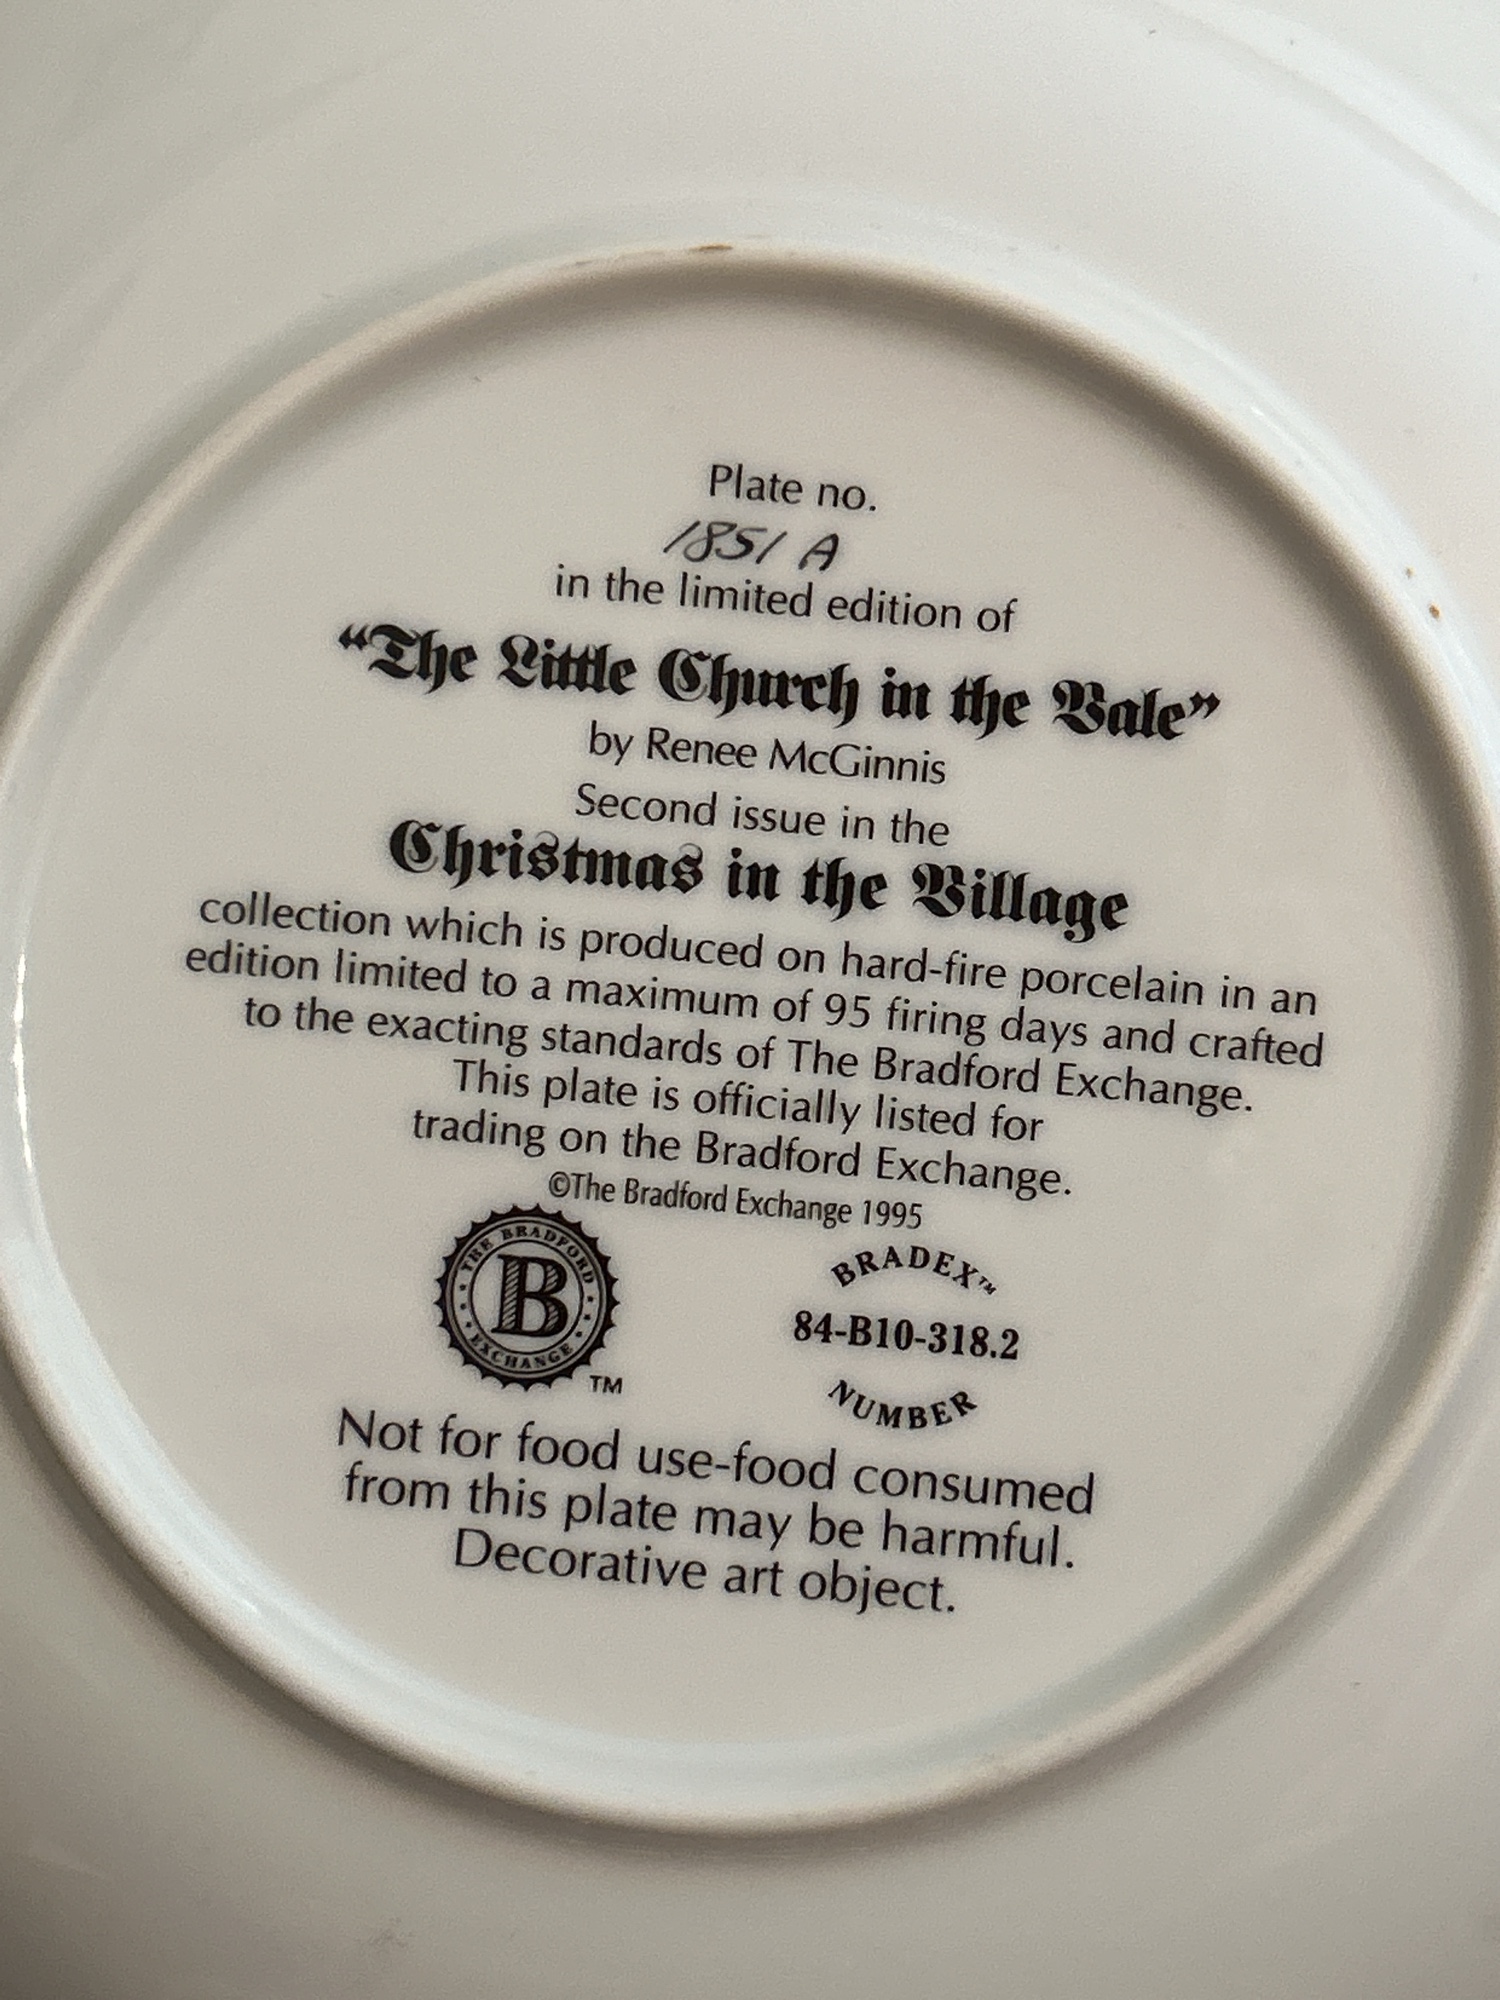 Plate no.
1851 A
in the limited edition of
“The Little Church in the Vale”
by Renee McGinnis
Second issue in the
Christmas in the Village
collection which is produced on hard-fire porcelain in an
edition limited to a maximum of 95 firing days and crafted
to the exacting standards of The Bradford Exchange.
This plate is officially listed for
trading on the Bradford Exchange.
©The Bradford Exchange 1995
THE BRADFORD
B
EXCHANGE
TM
BRADEX™
84-B10-318.2
NUMBER
Not for food use-food consumed
from this plate may be harmful.
Decorative art object.